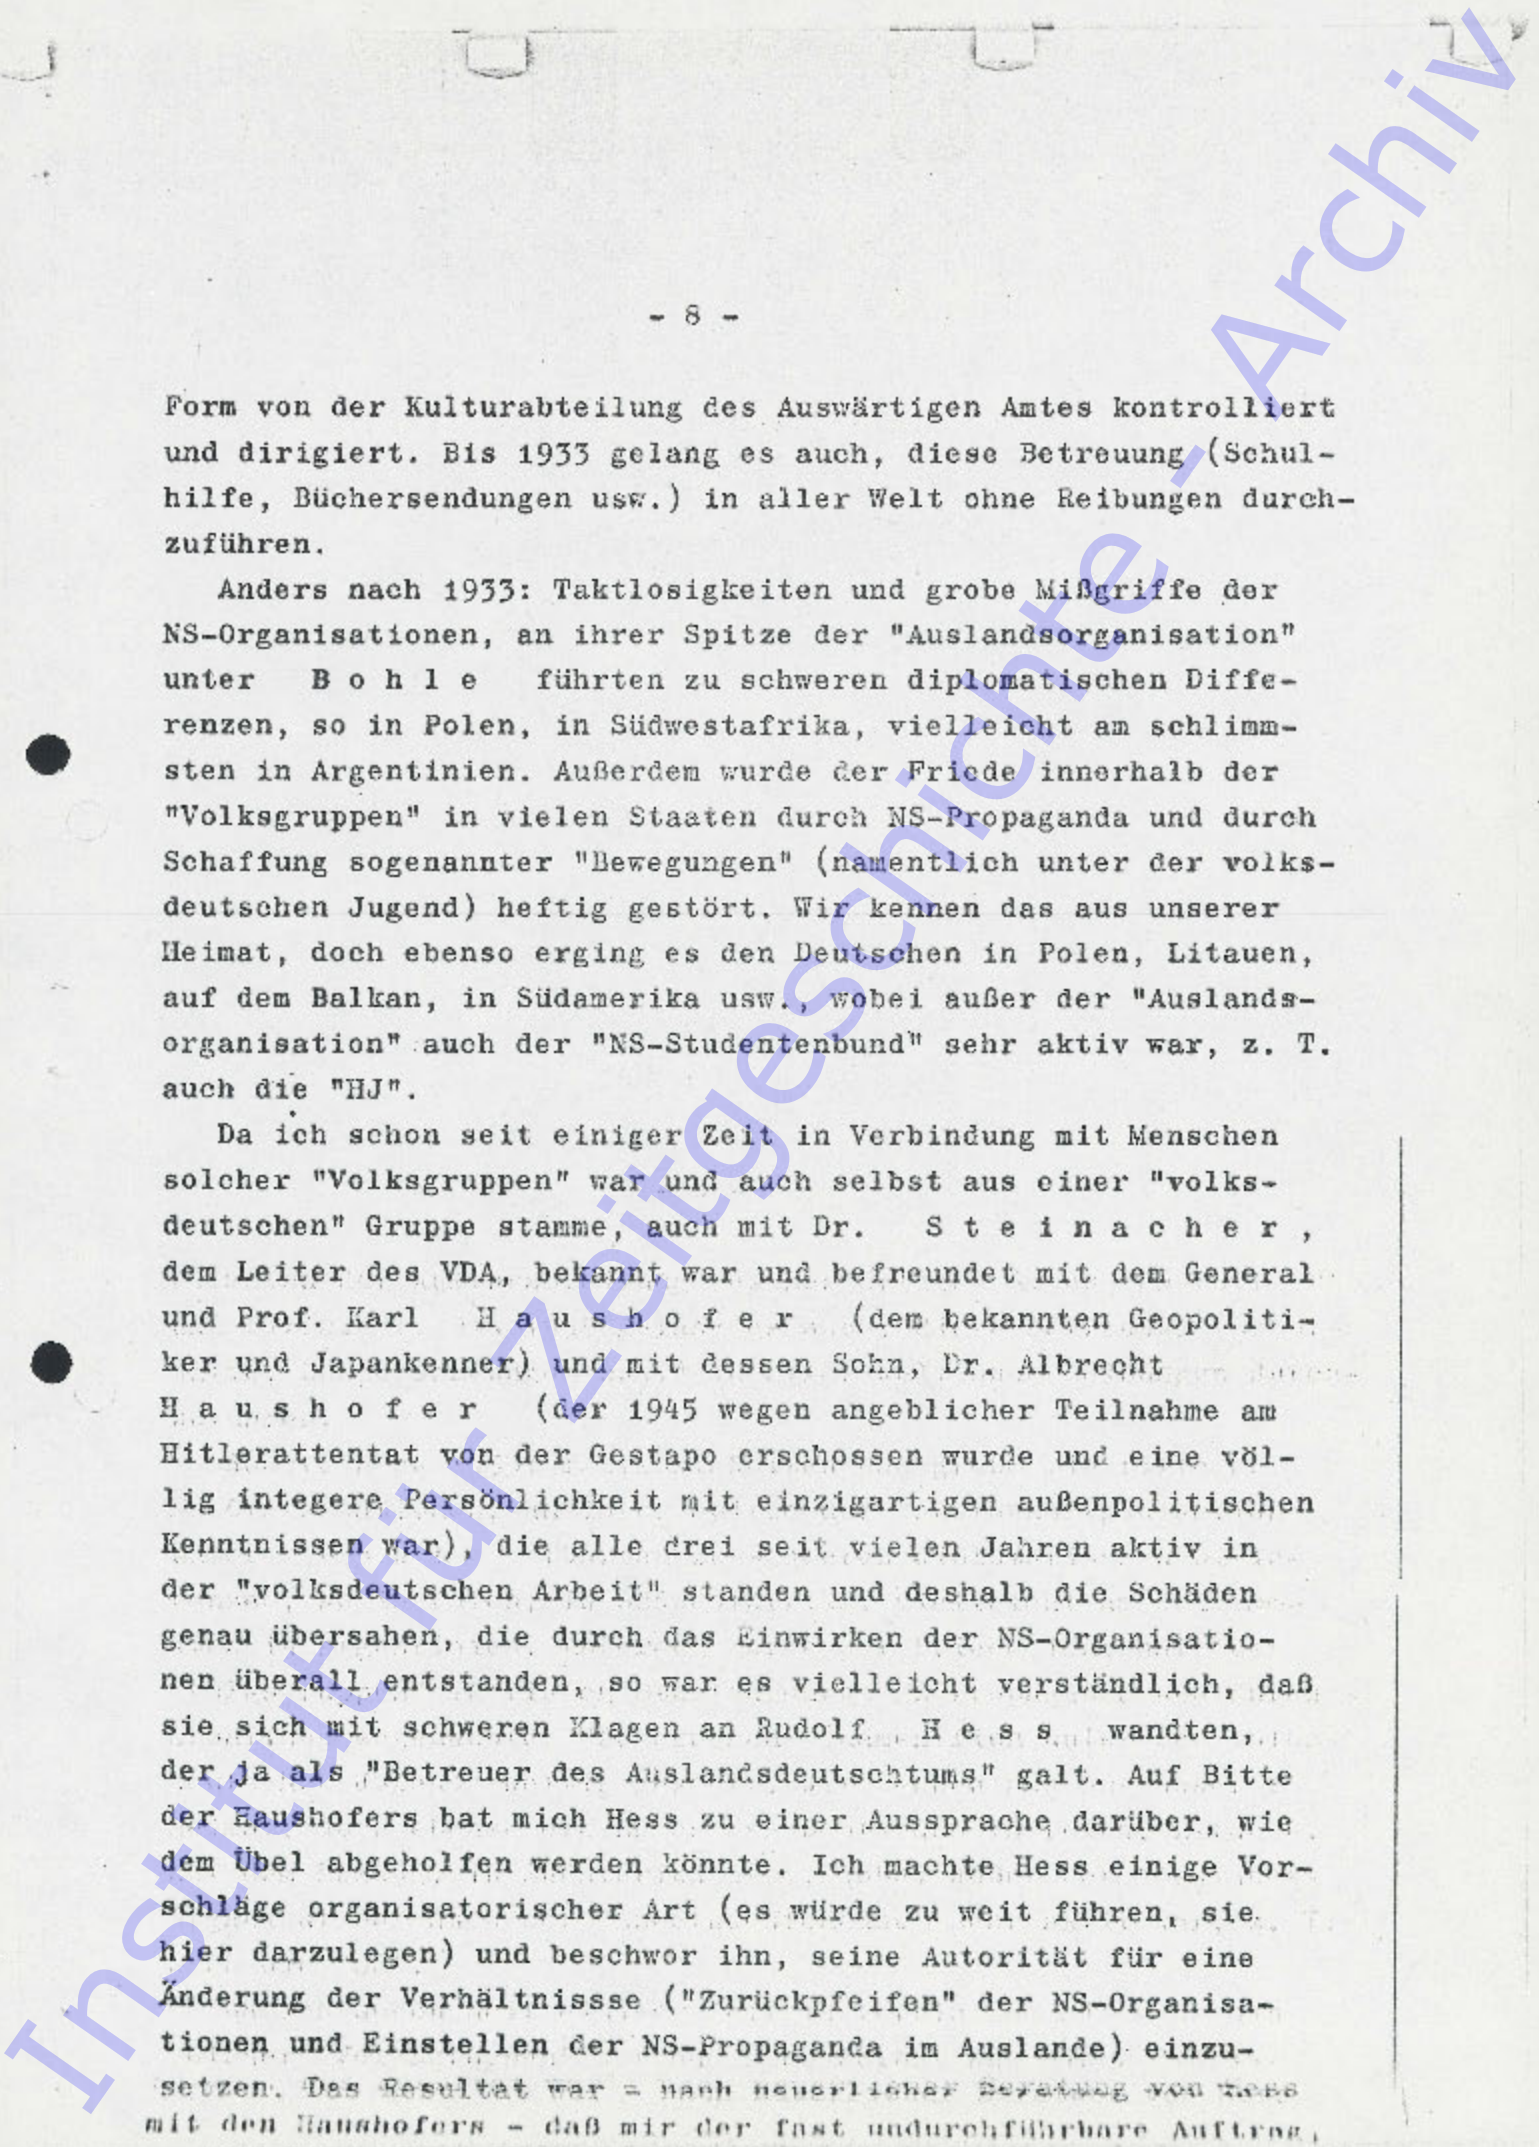 - 8 -
Form von der Kulturabteilung des Auswärtigen Amtes kontrolliert
und dirigiert. Bis 1933 gelang es auch, diese Betreuung (Schul-
hilfe, Büchersendungen usw.) in aller Welt ohne Reibungen durch-
zuführen.
Anders nach 1933: Taktlosigkeiten und grobe Mißgriffe der
NS-Organisationen, an ihrer Spitze der "Auslandsorganisation"
unter B o h l e führten zu schweren diplomatischen Diffe-
renzen, so in Polen, in Südwestafrika, vielleicht am schlimm-
sten in Argentinien. Außerdem wurde der Friede innerhalb der
"Volksgruppen" in vielen Staaten durch NS-Propaganda und durch
Schaffung sogenannter "Bewegungen" (namentlich unter der volks-
deutschen Jugend) heftig gestört. Wir kennen das aus unserer
Heimat, doch ebenso erging es den Deutschen in Polen, Litauen,
auf dem Balkan, in Südamerika usw., wobei außer der "Auslands-
organisation" auch der "NS-Studentenbund" sehr aktiv war, z. T.
auch die "HJ".
Da ich schon seit einiger Zeit in Verbindung mit Menschen
solcher "Volksgruppen" war und auch selbst aus einer "volks-
deutschen" Gruppe stamme, auch mit Dr. S t e i n a c h e r ,
dem Leiter des VDA, bekannt war und befreundet mit dem General
und Prof. Karl H a u s h o f e r (dem bekannten Geopoliti-
ker und Japankenner) und mit dessen Sohn, Dr. Albrecht
H a u s h o f e r (der 1945 wegen angeblicher Teilnahme am
Hitlerattentat von der Gestapo erschossen wurde und eine völ-
lig integere Persönlichkeit mit einzigartigen außenpolitischen
Kenntnissen war), die alle drei seit vielen Jahren aktiv in
der "volksdeutschen Arbeit" standen und deshalb die Schäden
genau übersahen, die durch das Einwirken der NS-Organisatio-
nen überall entstanden, so war es vielleicht verständlich, daß
sie sich mit schweren Klagen an Rudolf H e s s wandten,
der ja als "Betreuer des Auslandsdeutschtums" galt. Auf Bitte
der Haushofers bat mich Hess zu einer Aussprache darüber, wie
dem Übel abgeholfen werden könnte. Ich machte Hess einige Vor-
schläge organisatorischer Art (es würde zu weit führen, sie
hier darzulegen) und beschwor ihn, seine Autorität für eine
Änderung der Verhältnissse ("Zurückpfeifen" der NS-Organisa-
tionen und Einstellen der NS-Propaganda im Auslande) einzu-
setzen. Das Resultat war - nach neuerlicher Beratung von Hess
mit den Haushofers - daß mir der fast undurchführbare Auftrag,
Institut für Zeitgeschichte - Archiv